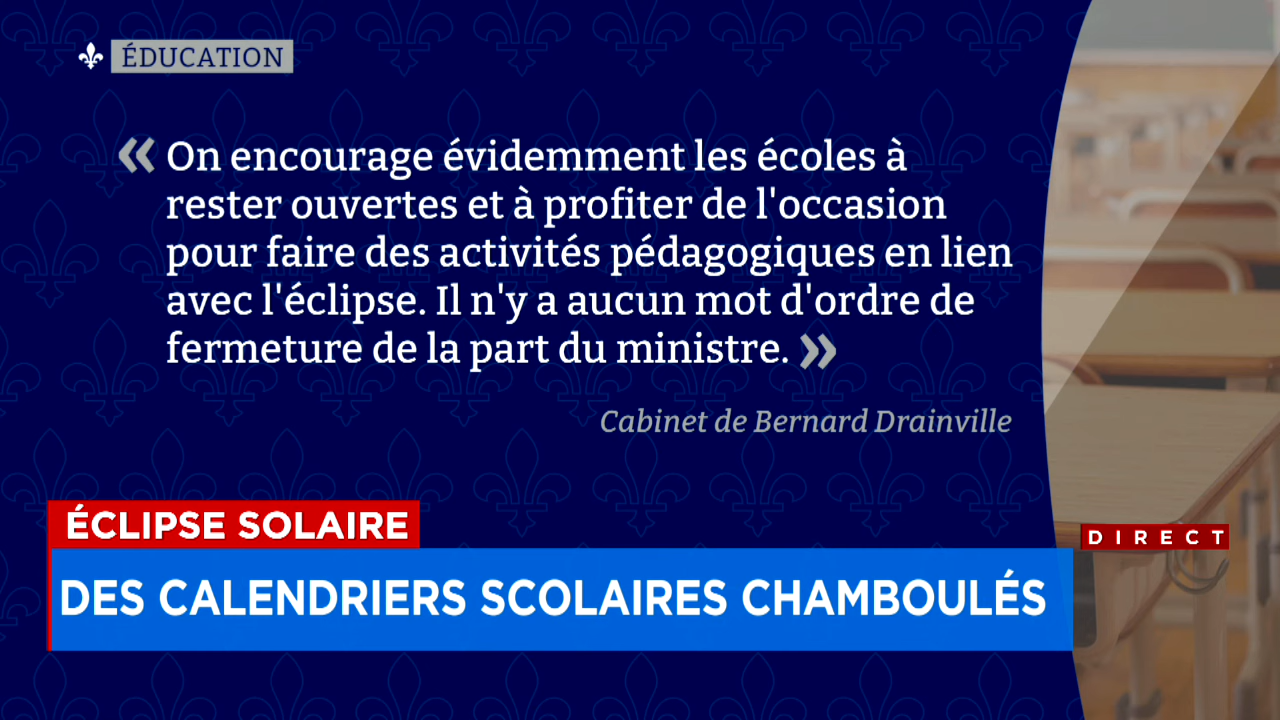 ÉDUCATION
« On encourage évidemment les écoles à
rester ouvertes et à profiter de l'occasion
pour faire des activités pédagogiques en lien
avec l'éclipse. Il n'y a aucun mot d'ordre de
fermeture de la part du ministre. »
Cabinet de Bernard Drainville
ÉCLIPSE SOLAIRE
DIRECT
DES CALENDRIERS SCOLAIRES CHAMBOULÉS